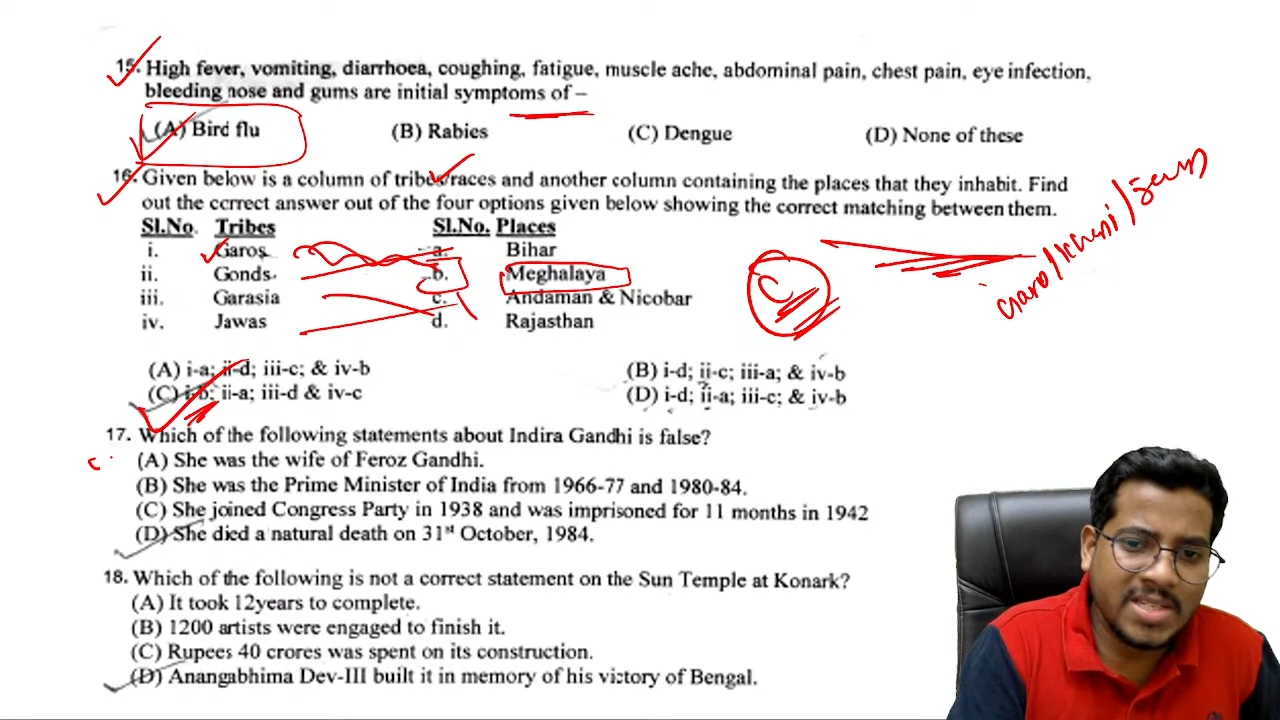 15. High fever, vomiting, diarrhoea, coughing, fatigue, muscle ache, abdominal pain, chest pain, eye infection,
bleeding nose and gums are initial symptoms of –
(A) Bird flu (B) Rabies (C) Dengue (D) None of these
16. Given below is a column of tribes/races and another column containing the places that they inhabit. Find
out the correct answer out of the four options given below showing the correct matching between them.
Sl.No. Tribes Sl.No. Places
i. Garos a. Bihar
ii. Gonds b. Meghalaya
iii. Garasia c. Andaman & Nicobar
iv. Jawas d. Rajasthan
C
Garo/Khasi/
(A) i-a; ii-d; iii-c; & iv-b (B) i-d; ii-c; iii-a; & iv-b
(C) i-b; ii-a; iii-d & iv-c (D) i-d; ii-a; iii-c; & iv-b
17. Which of the following statements about Indira Gandhi is false?
(A) She was the wife of Feroz Gandhi.
(B) She was the Prime Minister of India from 1966-77 and 1980-84.
(C) She joined Congress Party in 1938 and was imprisoned for 11 months in 1942
(D) She died a natural death on 31st October, 1984.
18. Which of the following is not a correct statement on the Sun Temple at Konark?
(A) It took 12years to complete.
(B) 1200 artists were engaged to finish it.
(C) Rupees 40 crores was spent on its construction.
(D) Anangabhima Dev-III built it in memory of his victory of Bengal.